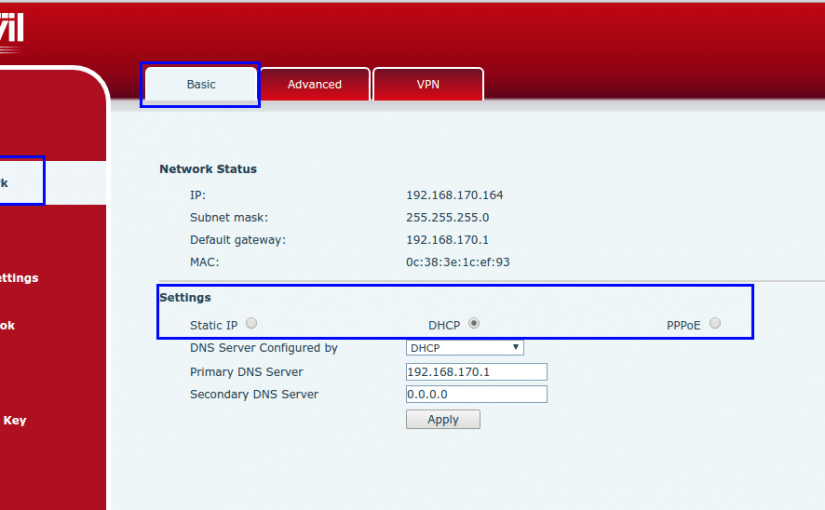 Basic Advanced VPN
Network Status
k
IP: 192.168.170.164
Subnet mask: 255.255.255.0
Default gateway: 192.168.170.1
MAC: 0c:38:3e:1c:ef:93
ettings
Settings
ok
Static IP DHCP PPPoE
DNS Server Configured by DHCP
Primary DNS Server 192.168.170.1
Secondary DNS Server 0.0.0.0
Key
Apply